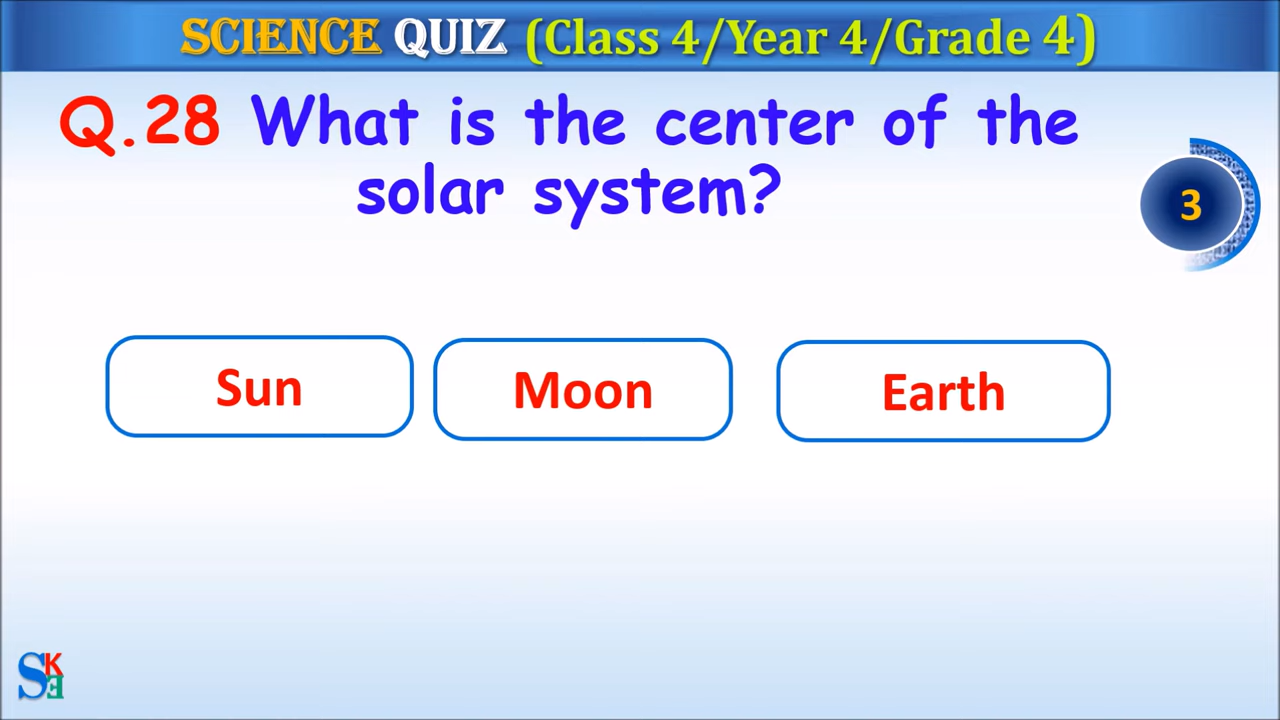 SCIENCE QUIZ (Class 4/Year 4/Grade 4)
Q.28 What is the center of the
solar system?
3
Sun Moon Earth
SKE